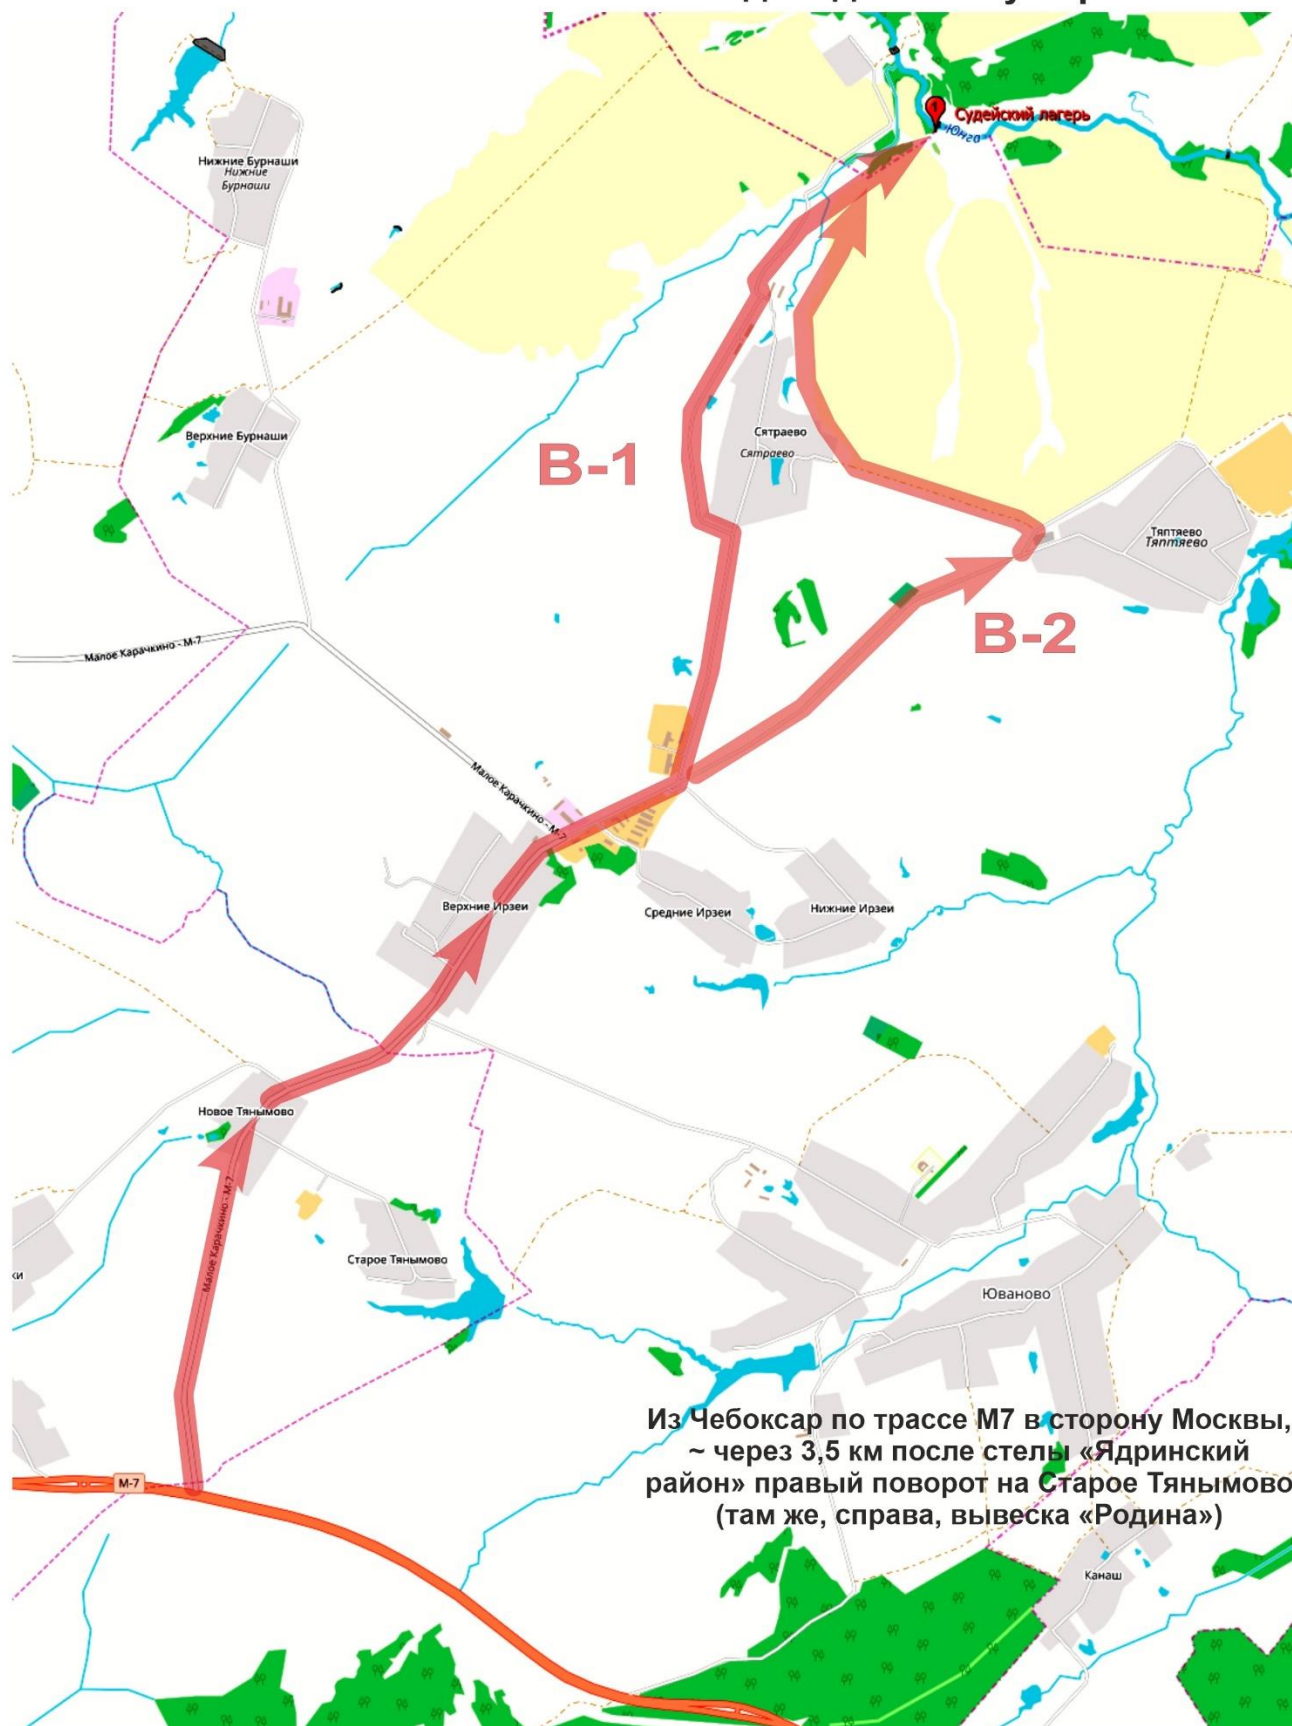 Судейский лагерь
Юнга
Нижние Бурнаши
Нижние
Бурнаши
Верхние Бурнаши
В-1
Сятраево
Сятраево
Тяптяево
Тяптяево
В-2
Малое Карачкино - М-7
Малое Карачкино - М-7
Верхние Ирзеи
Средние Ирзеи
Нижние Ирзеи
Новое Тянымово
Малое Карачкино - М-7
Старое Тянымово
ки
Юваново
Из Чебоксар по трассе М7 в сторону Москвы,
~ через 3,5 км после стелы «Ядринский
район» правый поворот на Старое Тянымово
(там же, справа, вывеска «Родина»)
М-7
Канаш